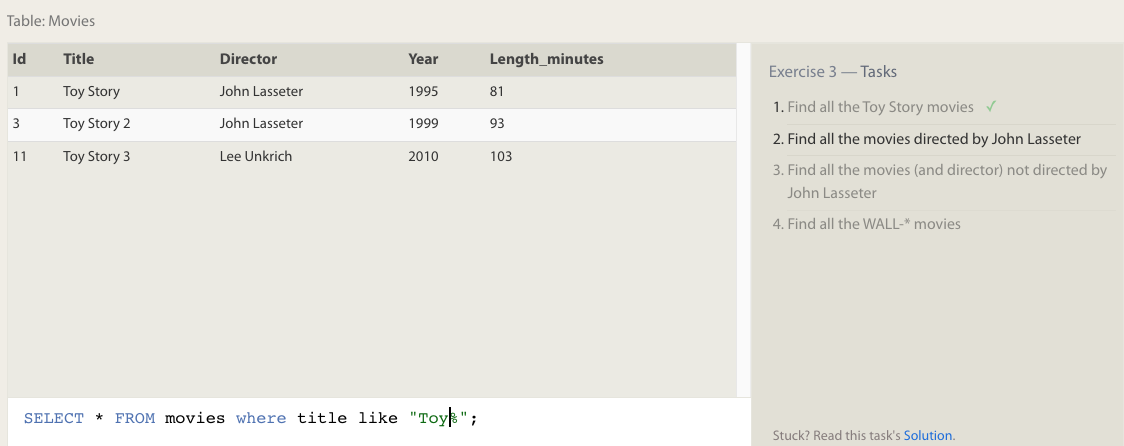 Table: Movies
Id Title Director Year Length_minutes
1 Toy Story John Lasseter 1995 81
3 Toy Story 2 John Lasseter 1999 93
11 Toy Story 3 Lee Unkrich 2010 103
SELECT * FROM movies where title like "Toy%";
Exercise 3 — Tasks
1. Find all the Toy Story movies ✓
2. Find all the movies directed by John Lasseter
3. Find all the movies (and director) not directed by
John Lasseter
4. Find all the WALL-* movies
Stuck? Read this task's Solution.